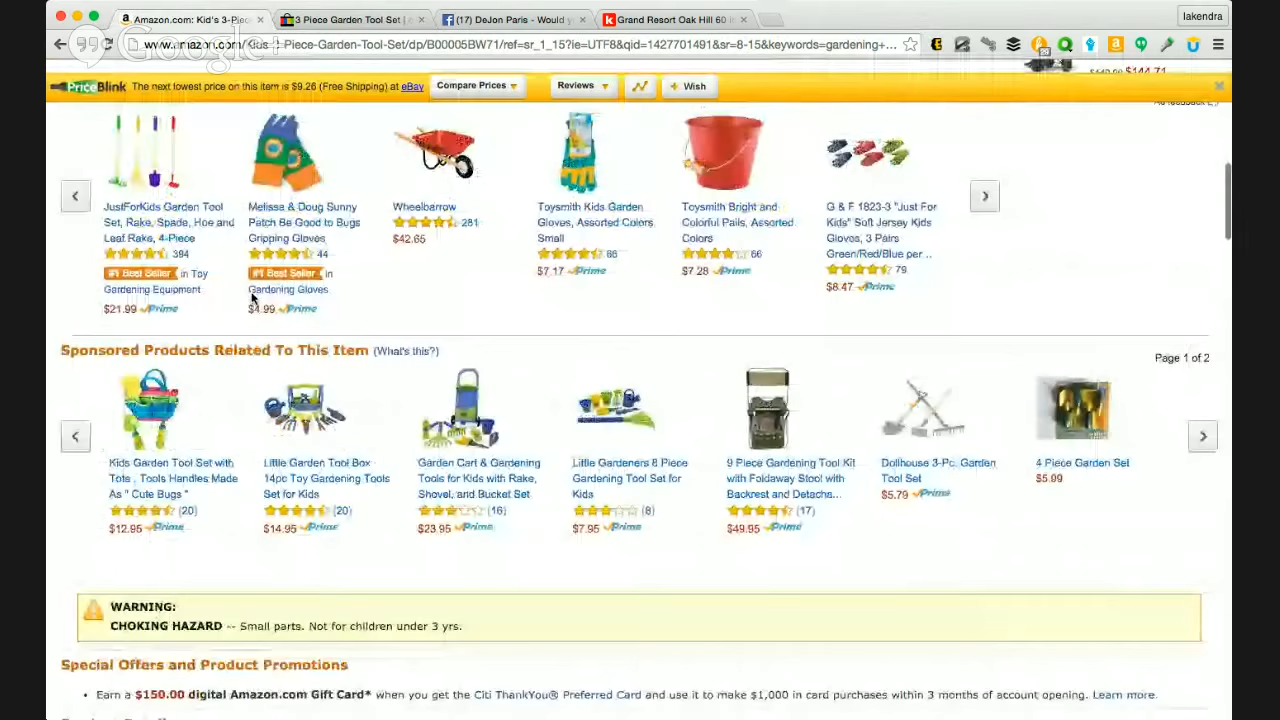 Amazon.com: Kid's 3-Piec
3 Piece Garden Tool Set |
(17) DeJon Paris - Would y
Grand Resort Oak Hill 60 i
lakendra
Google+
www.amazon.com/Kids 3-Piece-Garden-Tool-Set/dp/B00005BW71/ref=sr_1_15?ie=UTF8&qid=1427701491&sr=8-15&keywords=gardening+...
$144.71
PriceBlink The next lowest price on this item is $9.26 (Free Shipping) at eBay Compare Prices Reviews + Wish
JustForKids Garden Tool
Set, Rake, Spade, Hoe and
Leaf Rake, 4-Piece
394
#1 Best Seller in Toy
Gardening Equipment
$21.99 Prime
Melissa & Doug Sunny
Patch Be Good to Bugs
Gripping Gloves
44
#1 Best Seller in
Gardening Gloves
$4.99 Prime
Wheelbarrow
281
$42.65
Toysmith Kids Garden
Gloves, Assorted Colors
Small
86
$7.17 Prime
Toysmith Bright and
Colorful Pails, Assorted
Colors
66
$7.28 Prime
G & F 1823-3 "Just For
Kids" Soft Jersey Kids
Gloves, 3 Pairs
Green/Red/Blue per ..
79
$8.47 Prime
Sponsored Products Related To This Item (What's this?)
Page 1 of 2
Kids Garden Tool Set with
Tote , Tools Handles Made
As " Cute Bugs "
(20)
$12.95 Prime
Little Garden Tool Box
14pc Toy Gardening Tools
Set for Kids
(20)
$14.95 Prime
Garden Cart & Gardening
Tools for Kids with Rake,
Shovel, and Bucket Set
(16)
$23.95 Prime
Little Gardeners 8 Piece
Gardening Tool Set for
Kids
(8)
$7.95 Prime
9 Piece Gardening Tool Kit
with Foldaway Stool with
Backrest and Detacha...
(17)
$49.95 Prime
Dollhouse 3-Pc. Garden
Tool Set
$5.79 Prime
4 Piece Garden Set
$5.99
WARNING:
CHOKING HAZARD -- Small parts. Not for children under 3 yrs.
Special Offers and Product Promotions
• Earn a $150.00 digital Amazon.com Gift Card* when you get the Citi ThankYou® Preferred Card and use it to make $1,000 in card purchases within 3 months of account opening. Learn more.